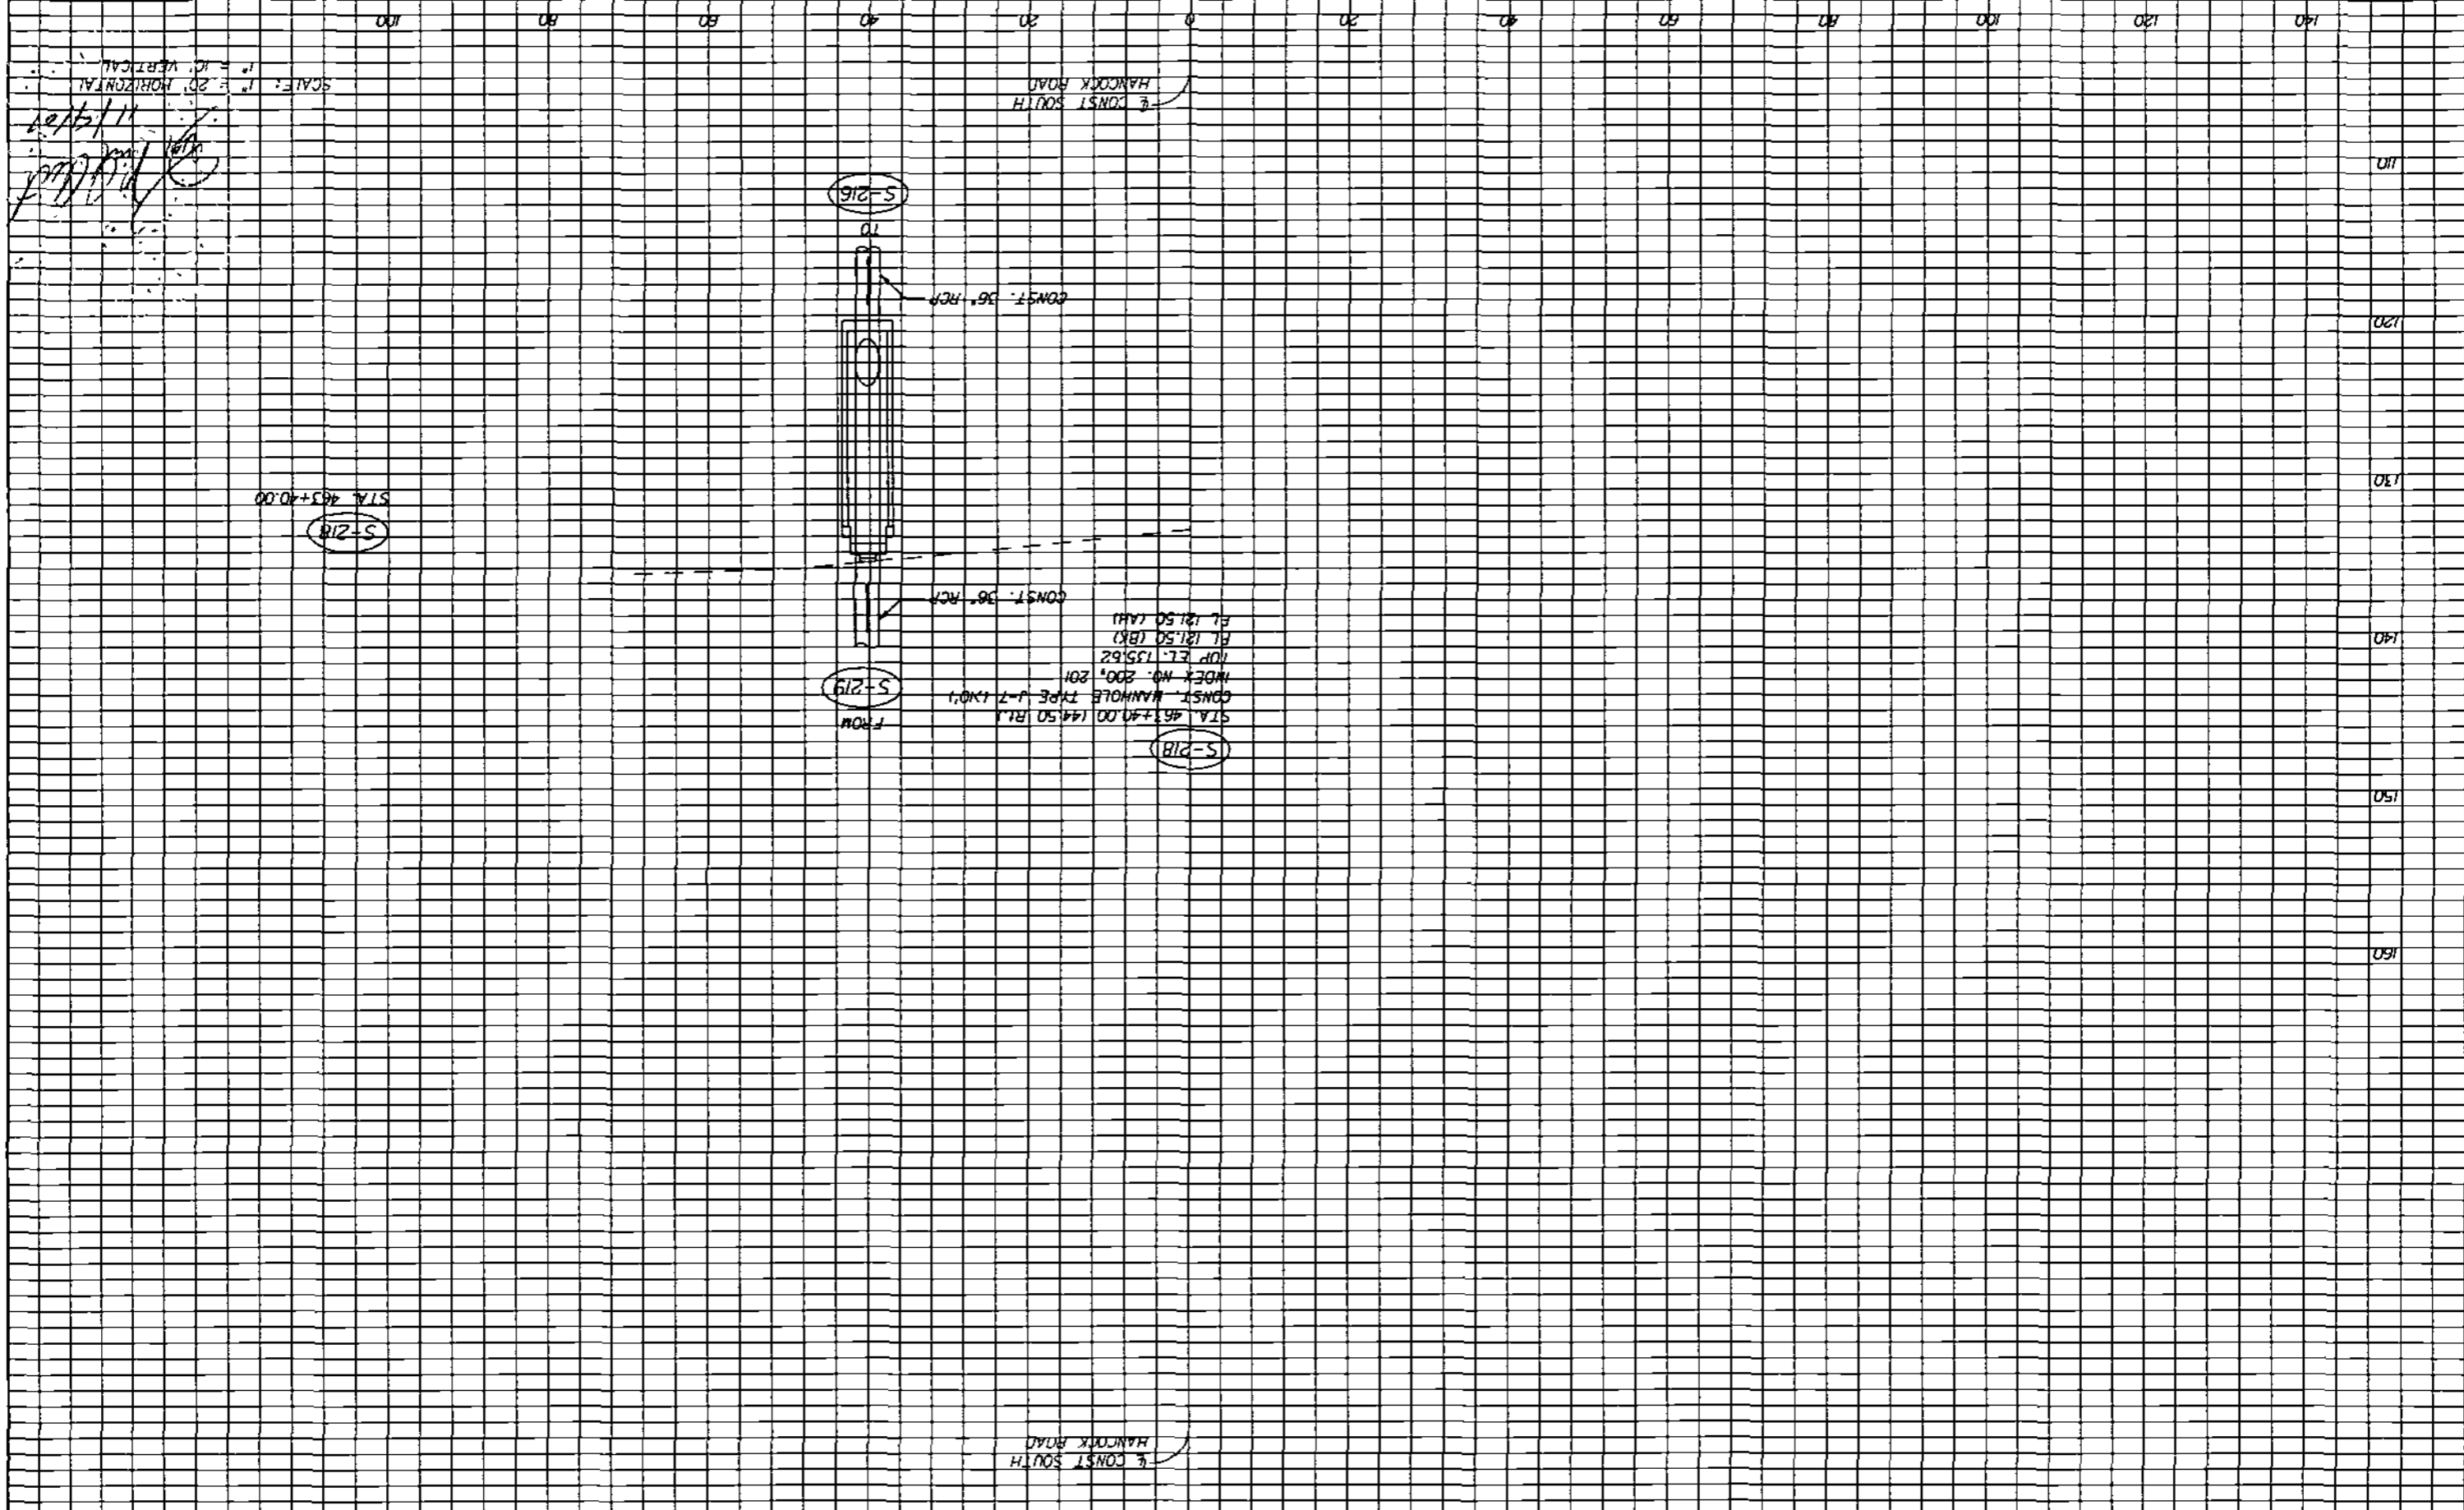 ℄ CONST SOUTH
HANCOCK ROAD
160
150
S-218
STA. 463+40.00 (44.50 Rt.)
CONST. MANHOLE TYPE J-7 (<10')
INDEX NO. 200, 201
TOP EL. 135.62
FL 121.50 (BK)
FL 121.50 (AH)
FROM
S-219
CONST. 36" RCP
140
S-218
STA. 463+40.00
130
CONST. 36" RCP
120
TO
S-216
110
℄ CONST SOUTH
HANCOCK ROAD
11/9/07
SCALE: 1" = 20' HORIZONTAL
1" = 10' VERTICAL
140 120 100 80 60 40 20 0 20 40 60 80 100